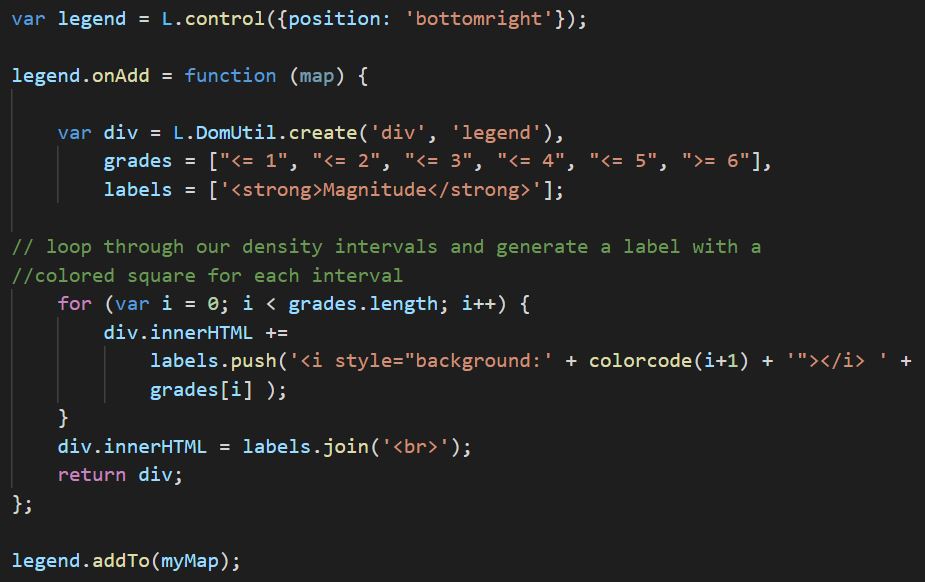 var legend = L.control({position: 'bottomright'});
legend.onAdd = function (map) {
var div = L.DomUtil.create('div', 'legend'),
grades = ["<= 1", "<= 2", "<= 3", "<= 4", "<= 5", ">= 6"],
labels = ['<strong>Magnitude</strong>'];
// loop through our density intervals and generate a label with a
//colored square for each interval
for (var i = 0; i < grades.length; i++) {
div.innerHTML +=
labels.push('<i style="background:' + colorcode(i+1) + '"></i> ' +
grades[i] );
}
div.innerHTML = labels.join('<br>');
return div;
};
legend.addTo(myMap);